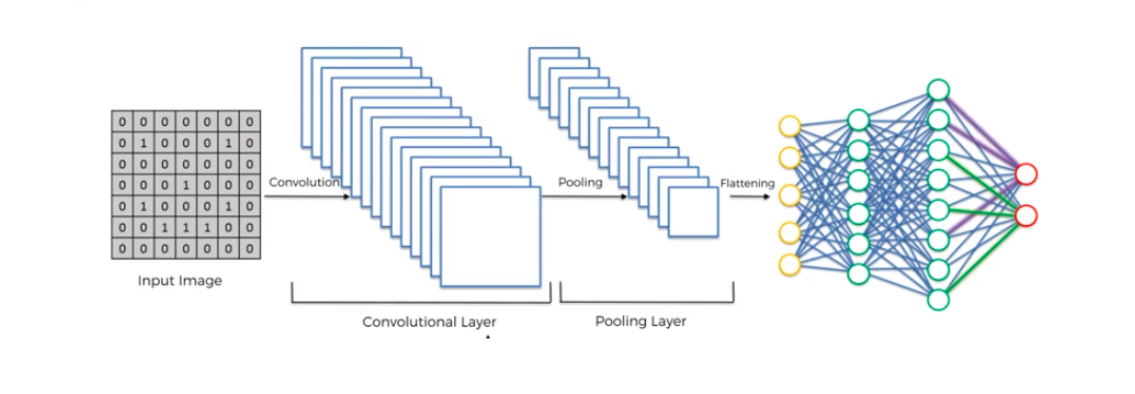 0 0 0 0 0 0 0
0 1 0 0 0 1 0
0 0 0 0 0 0 0
0 0 0 1 0 0 0
0 1 0 0 0 1 0
0 0 1 1 1 0 0
0 0 0 0 0 0 0
Input Image
Convolution
Pooling
Flattening
Convolutional Layer
Pooling Layer